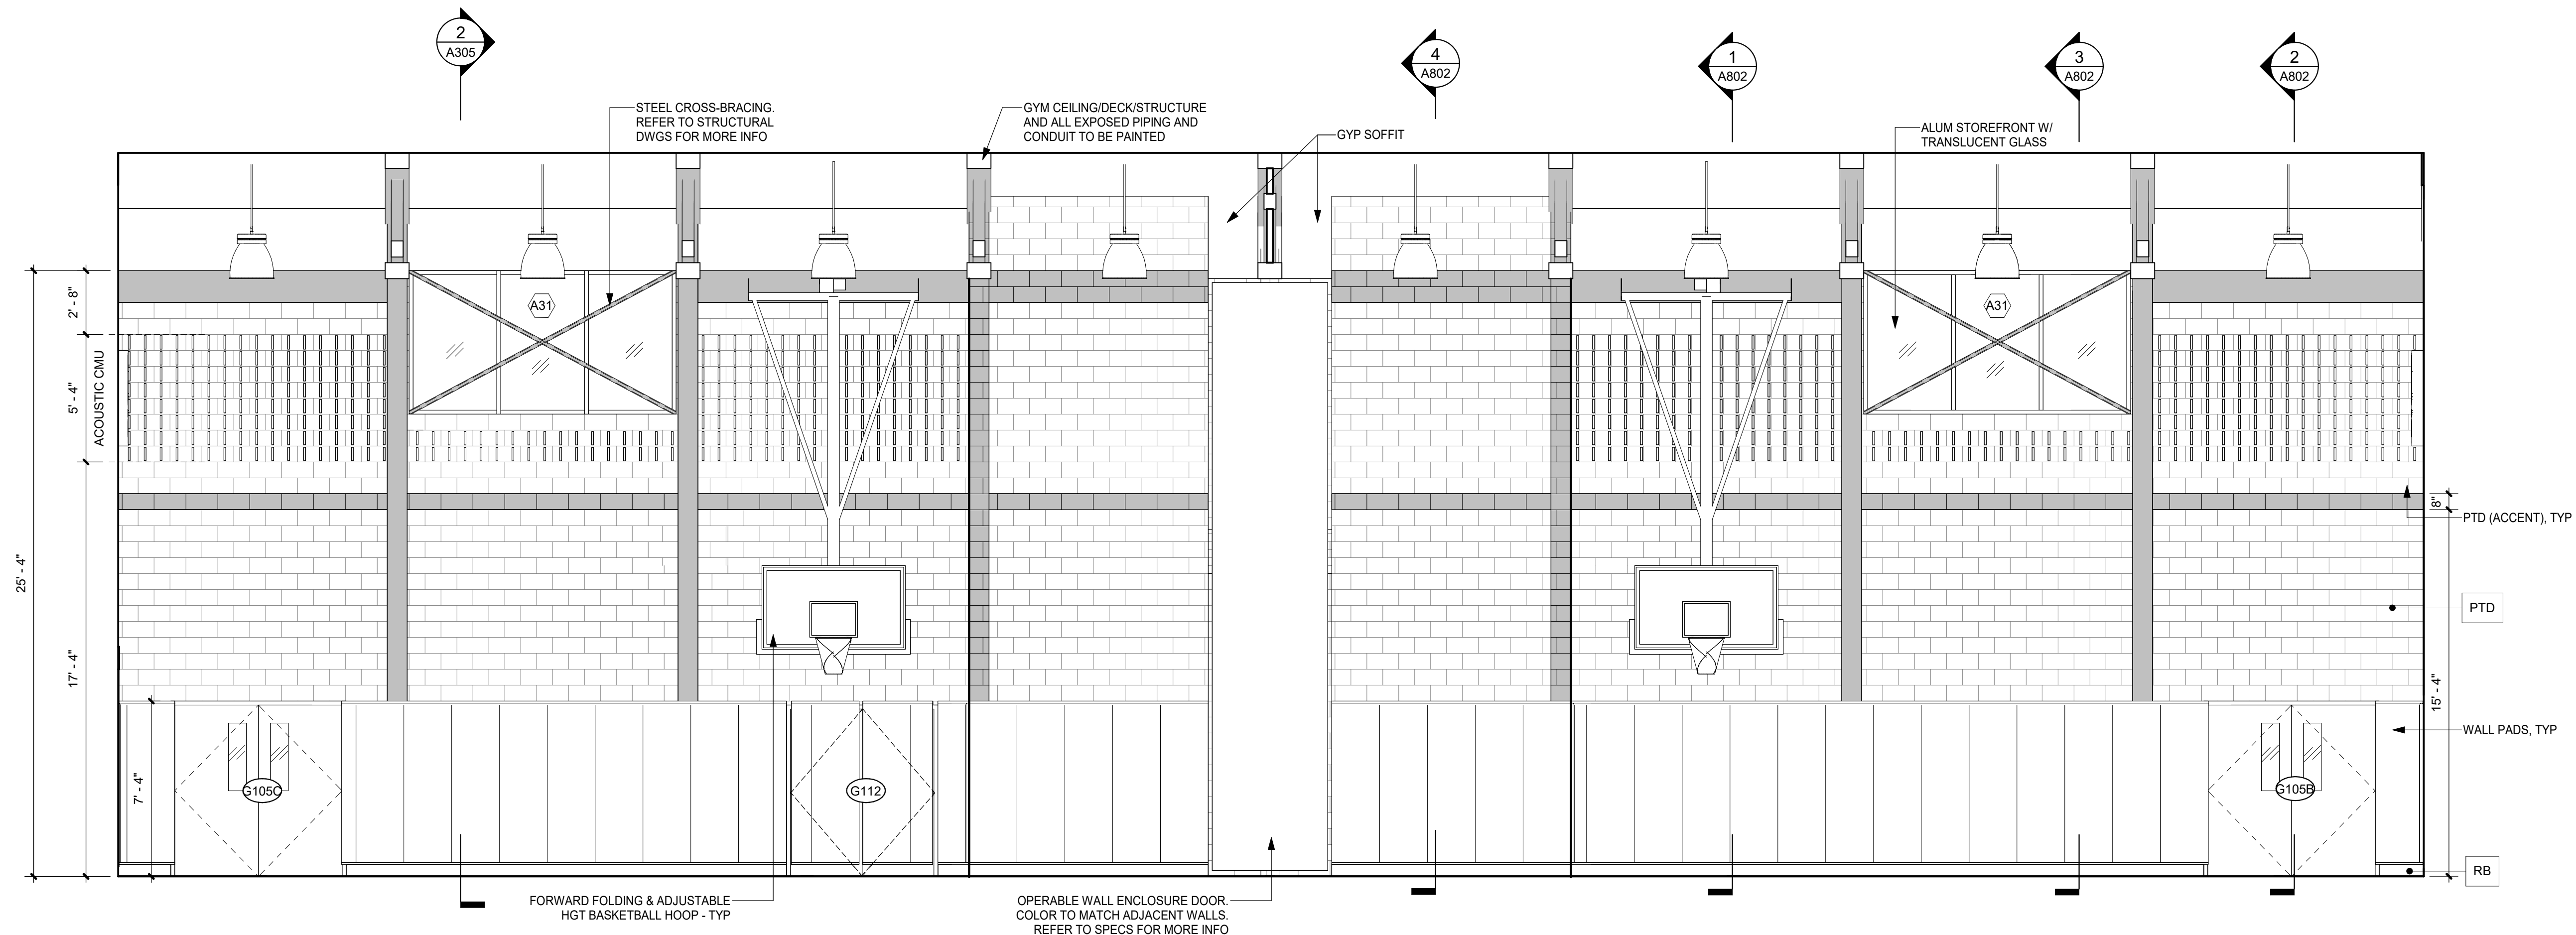 2
A305
4
A802
1
A802
3
A802
2
A802
STEEL CROSS-BRACING.
REFER TO STRUCTURAL
DWGS FOR MORE INFO
GYM CEILING/DECK/STRUCTURE
AND ALL EXPOSED PIPING AND
CONDUIT TO BE PAINTED
GYP SOFFIT
ALUM STOREFRONT W/
TRANSLUCENT GLASS
A31
A31
2' - 8"
5' - 4"
ACOUSTIC CMU
25' - 4"
17' - 4"
7' - 4"
8"
PTD (ACCENT), TYP
PTD
15' - 4"
WALL PADS, TYP
G105C
G112
G105B
RB
FORWARD FOLDING & ADJUSTABLE
HGT BASKETBALL HOOP - TYP
OPERABLE WALL ENCLOSURE DOOR.
COLOR TO MATCH ADJACENT WALLS.
REFER TO SPECS FOR MORE INFO